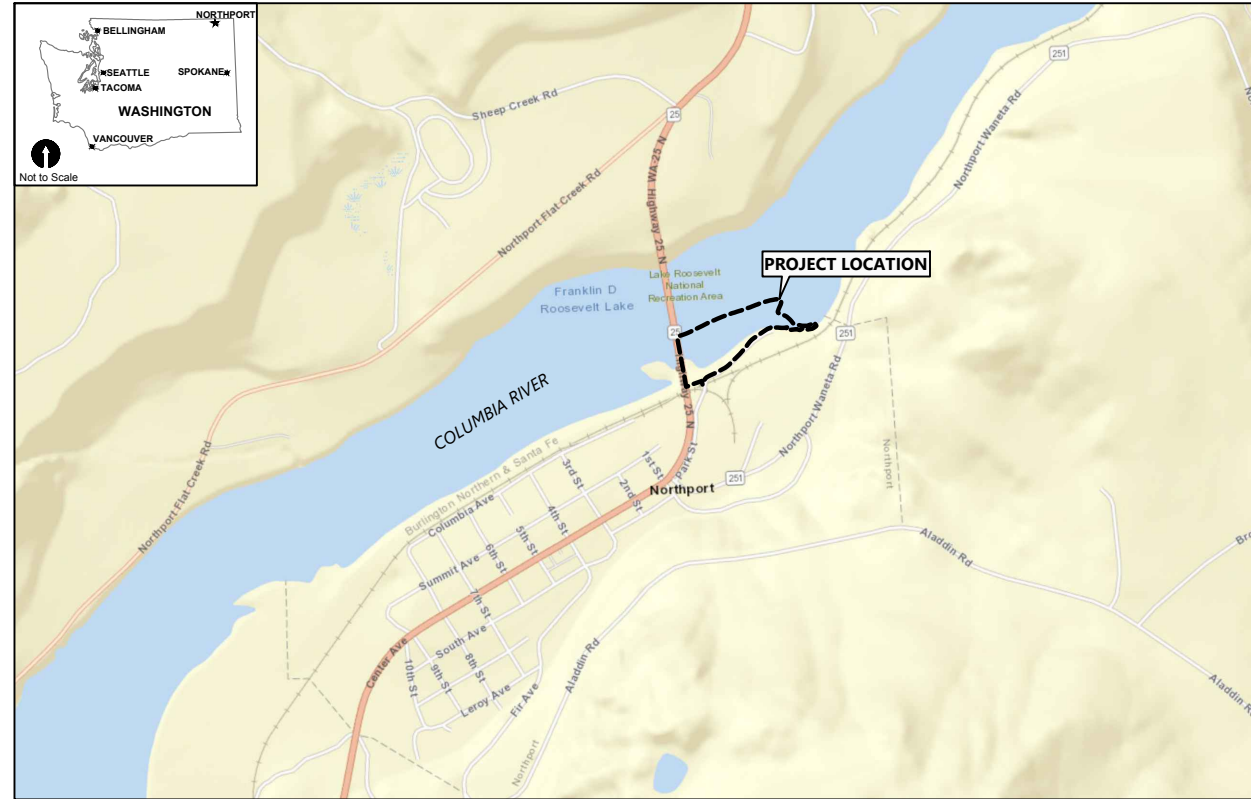 NORTHPORT
BELLINGHAM
SEATTLE
SPOKANE
TACOMA
WASHINGTON
VANCOUVER
Not to Scale
251
Northport Waneta Rd
Sheep Creek Rd
25
Highway WA-25 N
Highway 25 N
Northport Flat Creek Rd
PROJECT LOCATION
Lake Roosevelt
National
Recreation Area
Franklin D
Roosevelt Lake
25
251
Northport Waneta Rd
COLUMBIA RIVER
Northport Flat Creek Rd
Burlington Northern & Santa Fe
Park St
1st St
2nd St
3rd St
4th St
5th St
6th St
7th St
8th St
9th St
10th St
251
Northport
Northport
Columbia Ave
Summit Ave
Center Ave
South Ave
Leroy Ave
Fir Ave
Aladdin Rd
Aladdin Rd
Aladdin R
Northport